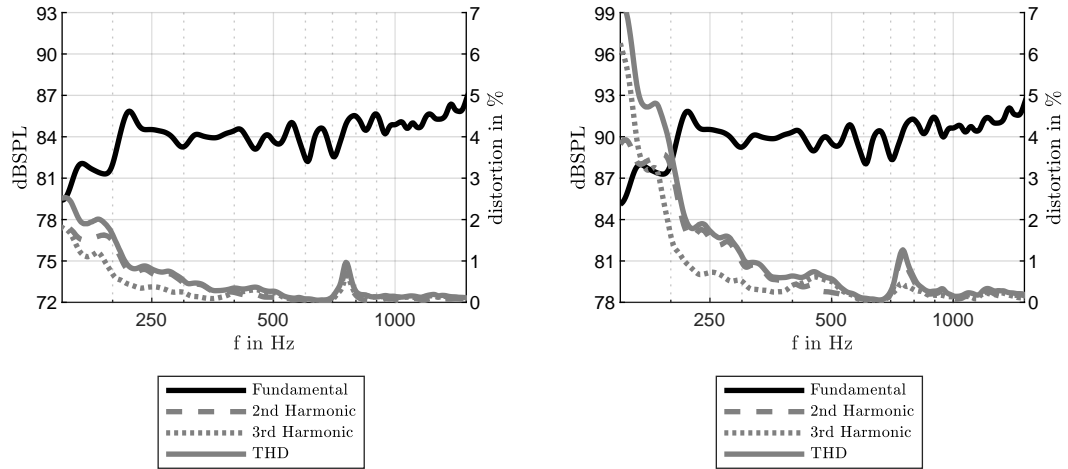 93
90
87
84
81
78
75
72
dBSPL
7
6
5
4
3
2
1
0
distortion in %
250
500
1000
f in Hz
Fundamental
2nd Harmonic
3rd Harmonic
THD
99
96
93
90
87
84
81
78
dBSPL
7
6
5
4
3
2
1
0
distortion in %
250
500
1000
f in Hz
Fundamental
2nd Harmonic
3rd Harmonic
THD